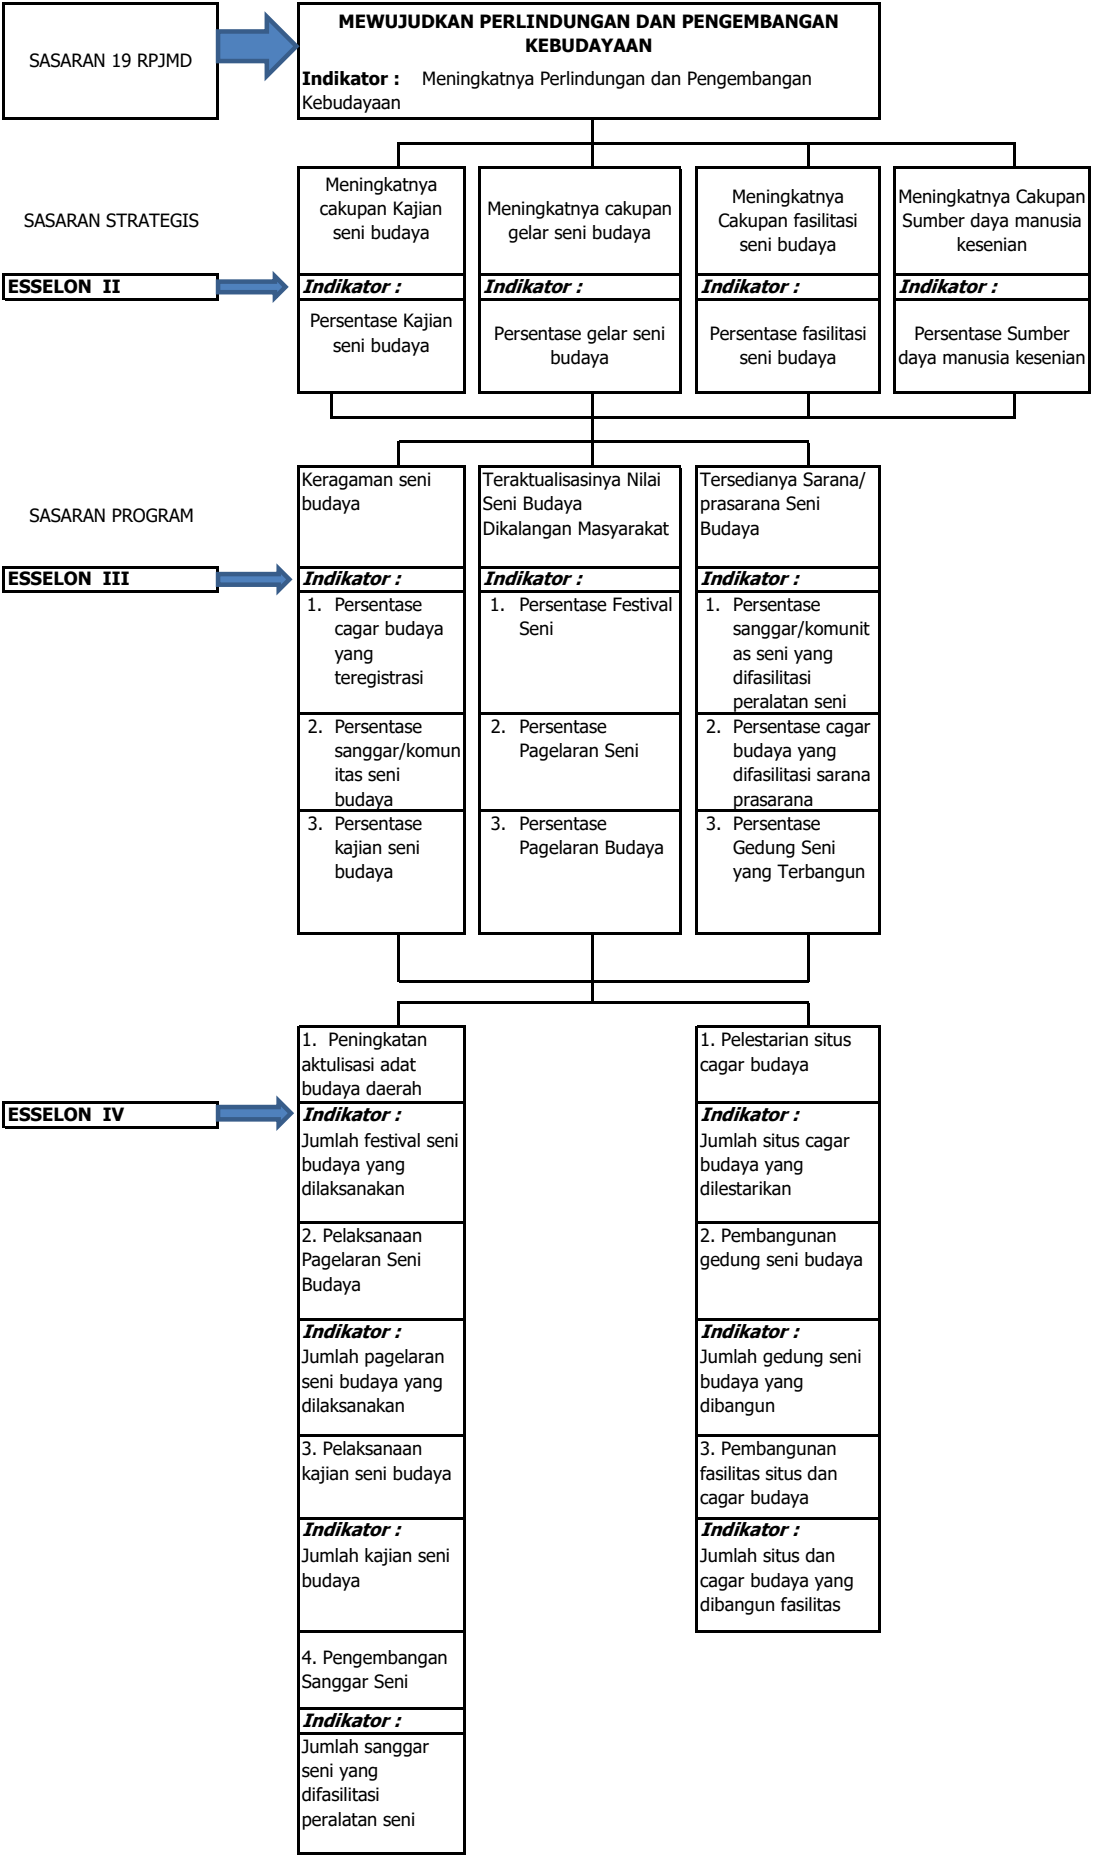 SASARAN 19 RPJMD
MEWUJUDKAN PERLINDUNGAN DAN PENGEMBANGAN
KEBUDAYAAN
Indikator : Meningkatnya Perlindungan dan Pengembangan
Kebudayaan
SASARAN STRATEGIS
Meningkatnya
cakupan Kajian
seni budaya
Meningkatnya cakupan
gelar seni budaya
Meningkatnya
Cakupan fasilitasi
seni budaya
Meningkatnya Cakupan
Sumber daya manusia
kesenian
ESSELON II
Indikator :
Indikator :
Indikator :
Indikator :
Persentase Kajian
seni budaya
Persentase gelar seni
budaya
Persentase fasilitasi
seni budaya
Persentase Sumber
daya manusia kesenian
SASARAN PROGRAM
Keragaman seni
budaya
Teraktualisasinya Nilai
Seni Budaya
Dikalangan Masyarakat
Tersedianya Sarana/
prasarana Seni
Budaya
ESSELON III
Indikator :
Indikator :
Indikator :
1. Persentase
cagar budaya
yang
teregistrasi
1. Persentase Festival
Seni
1. Persentase
sanggar/komunit
as seni yang
difasilitasi
peralatan seni
2. Persentase
sanggar/komun
itas seni
budaya
2. Persentase
Pagelaran Seni
2. Persentase cagar
budaya yang
difasilitasi sarana
prasarana
3. Persentase
kajian seni
budaya
3. Persentase
Pagelaran Budaya
3. Persentase
Gedung Seni
yang Terbangun
1. Peningkatan
aktulisasi adat
budaya daerah
1. Pelestarian situs
cagar budaya
ESSELON IV
Indikator :
Jumlah festival seni
budaya yang
dilaksanakan
Indikator :
Jumlah situs cagar
budaya yang
dilestarikan
2. Pelaksanaan
Pagelaran Seni
Budaya
2. Pembangunan
gedung seni budaya
Indikator :
Jumlah pagelaran
seni budaya yang
dilaksanakan
Indikator :
Jumlah gedung seni
budaya yang
dibangun
3. Pelaksanaan
kajian seni budaya
3. Pembangunan
fasilitas situs dan
cagar budaya
Indikator :
Jumlah kajian seni
budaya
Indikator :
Jumlah situs dan
cagar budaya yang
dibangun fasilitas
4. Pengembangan
Sanggar Seni
Indikator :
Jumlah sanggar
seni yang
difasilitasi
peralatan seni